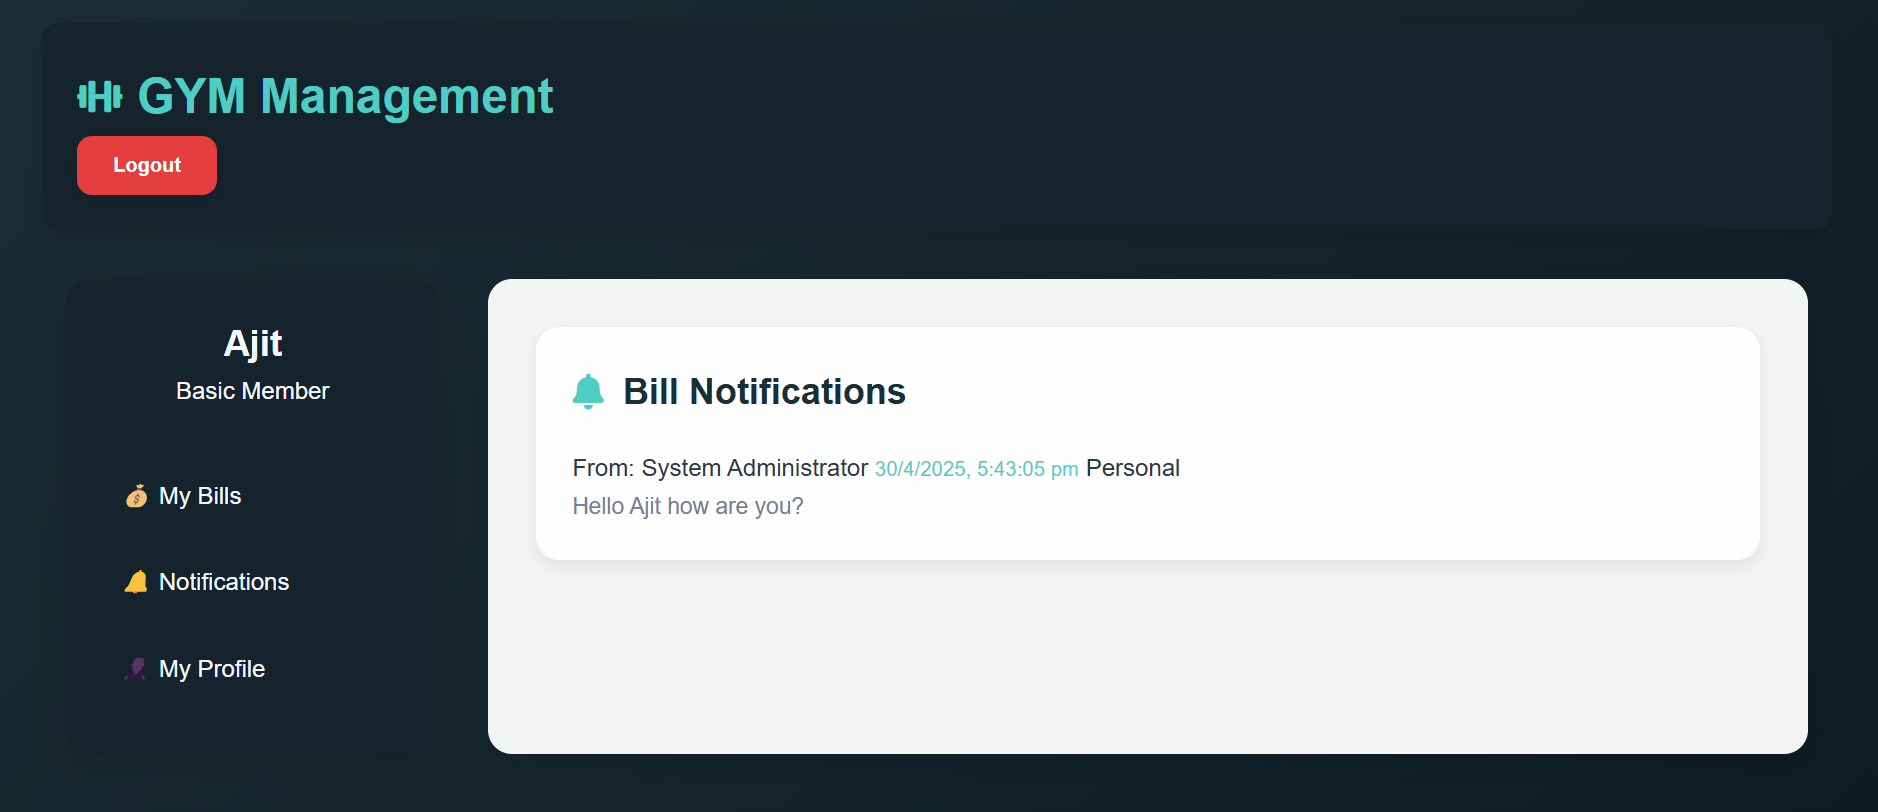 GYM Management
Logout
Ajit
Basic Member
My Bills
Notifications
My Profile
Bill Notifications
From: System Administrator 30/4/2025, 5:43:05 pm Personal
Hello Ajit how are you?